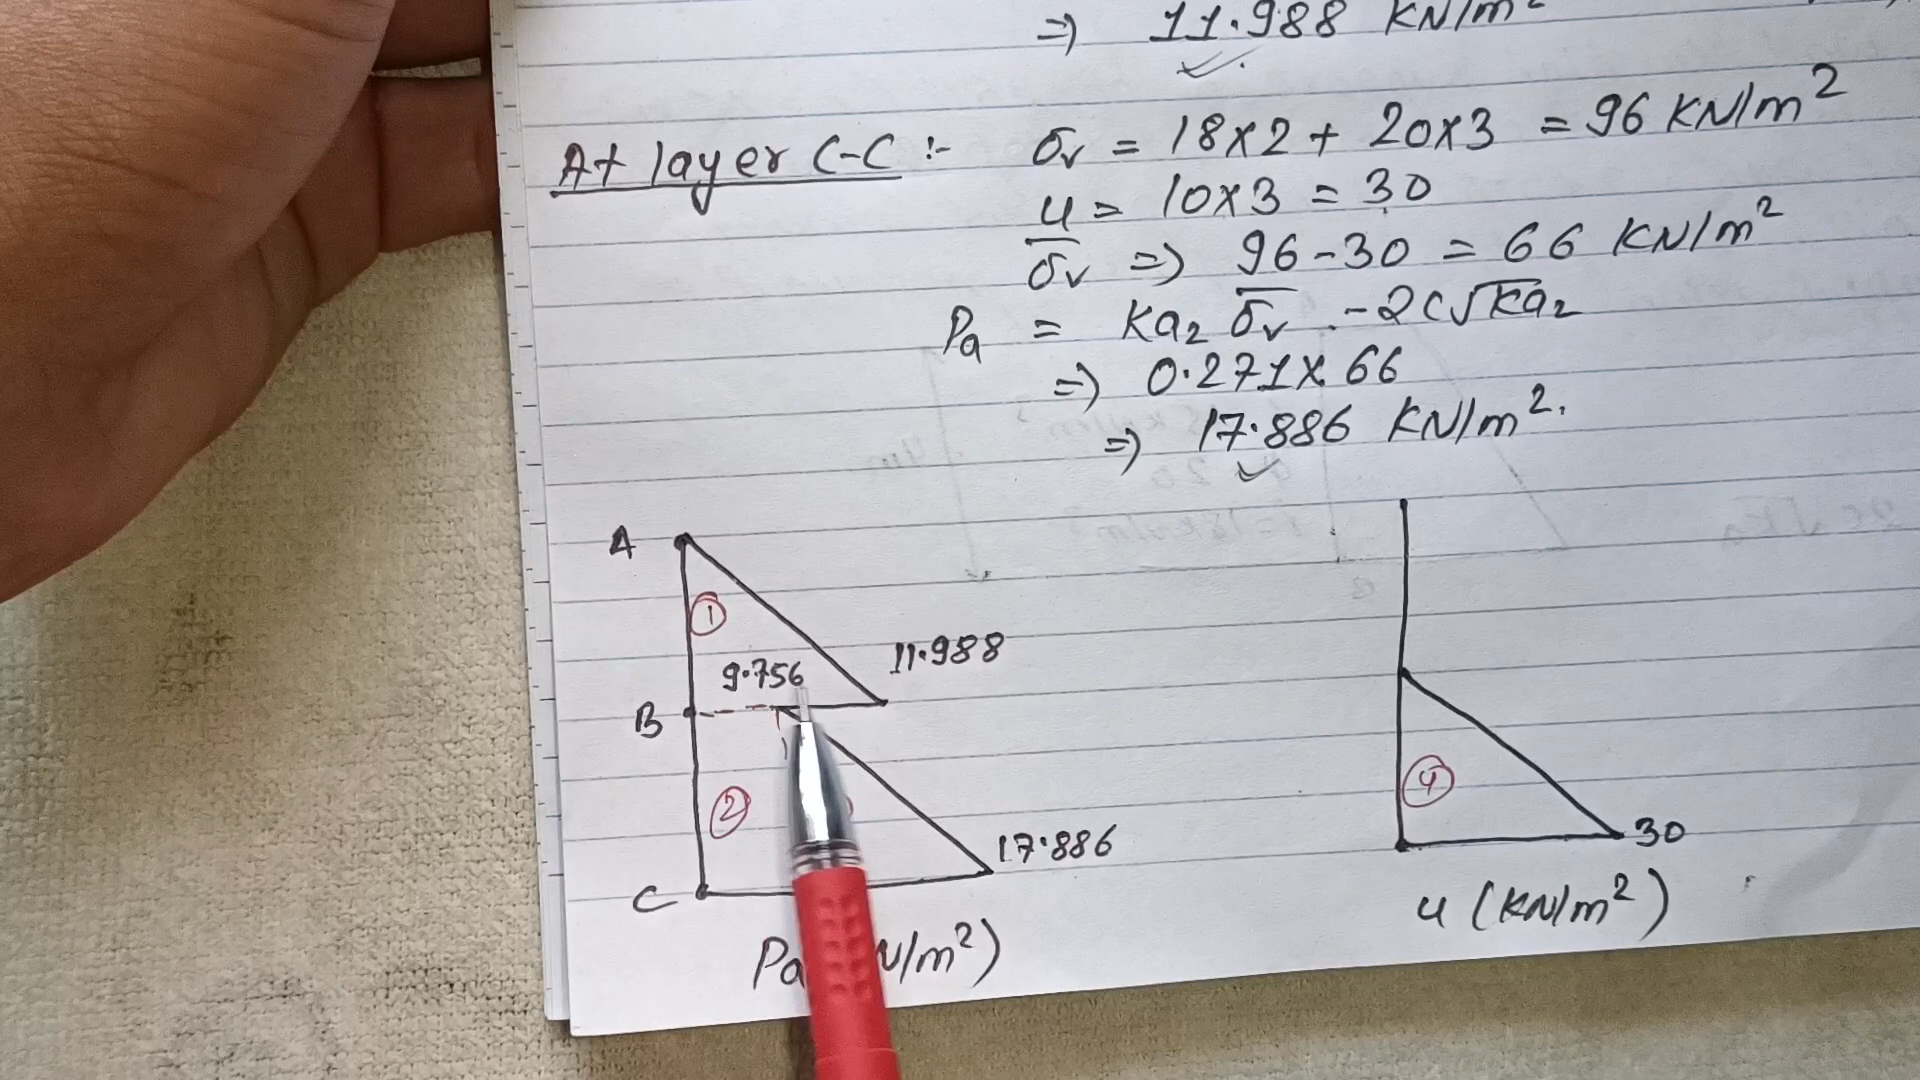 =) 11.988 KN/m²
At layer C-C :- σv = 18x2 + 20x3 = 96 KN/m²
u = 10x3 = 30
σ̅v =) 96-30 = 66 KN/m²
Pa = Ka₂ σ̅v - 2C√Ka₂
=) 0.271x 66
=) 17.886 KN/m².
A
①
11.988
9.756
B
②
④
17.886
30
C
u (KN/m²)
Pa N/m²)